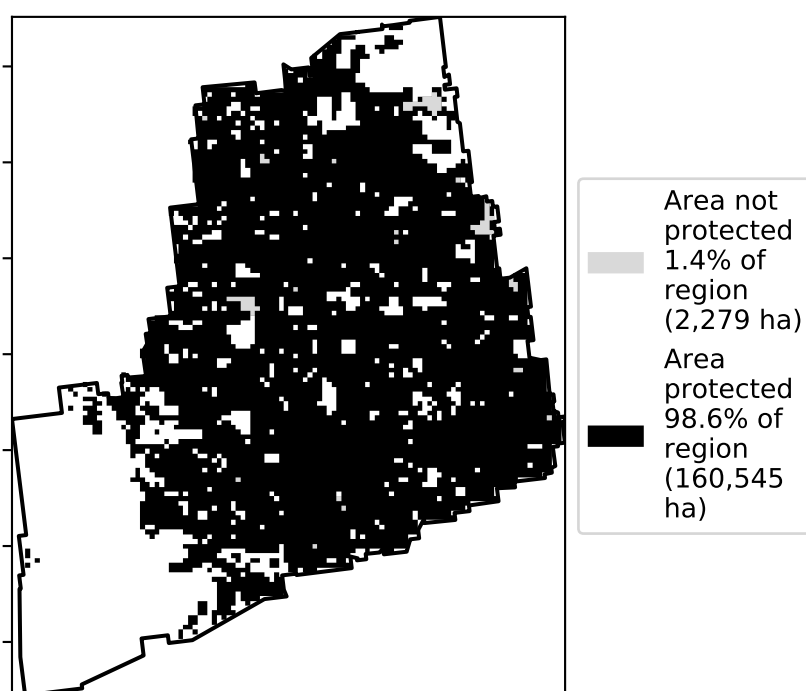 Area not
protected
1.4% of
region
(2,279 ha)
Area
protected
98.6% of
region
(160,545
ha)